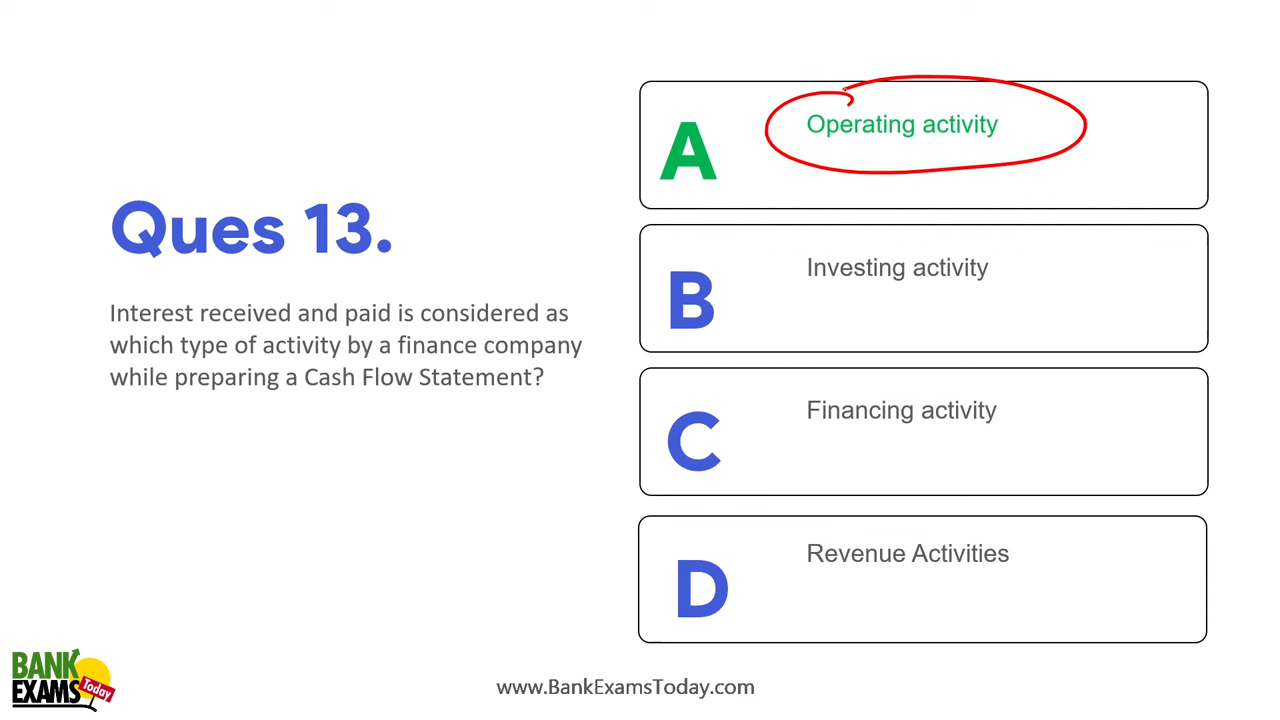 Ques 13.
Interest received and paid is considered as
which type of activity by a finance company
while preparing a Cash Flow Statement?
A
Operating activity
B
Investing activity
C
Financing activity
D
Revenue Activities
BANK
EXAMS
Today
www.BankExamsToday.com